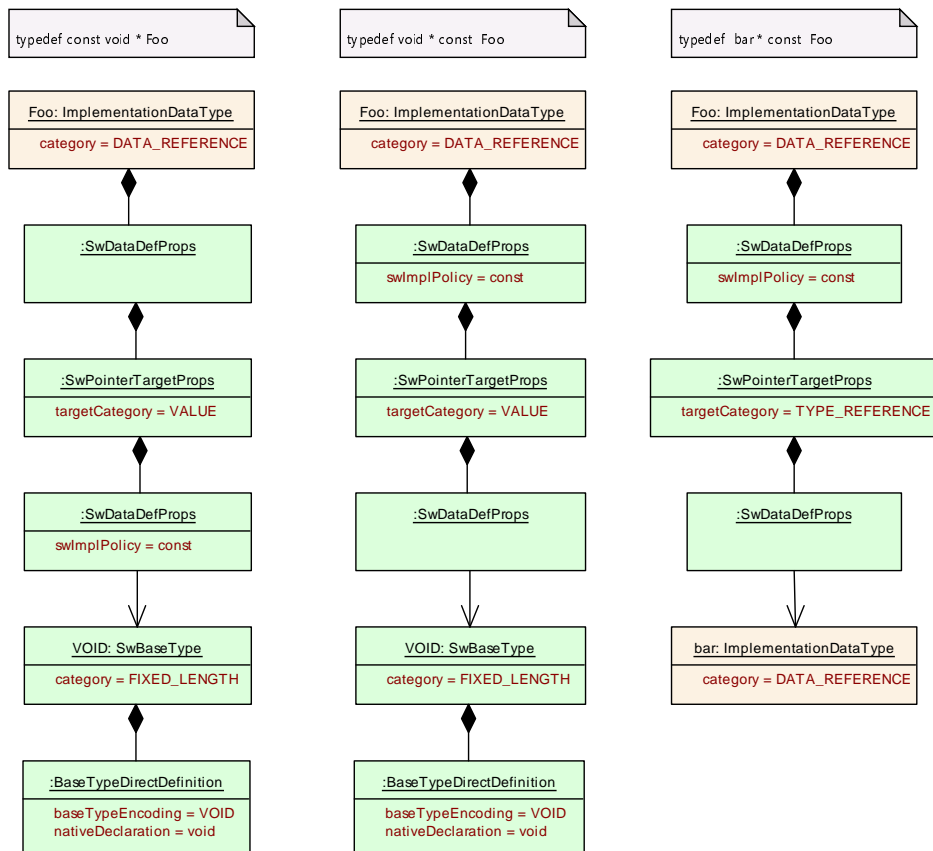 typedef const void * Foo
Foo: ImplementationDataType
category = DATA_REFERENCE
:SwDataDefProps
:SwPointerTargetProps
targetCategory = VALUE
:SwDataDefProps
swImplPolicy = const
VOID: SwBaseType
category = FIXED_LENGTH
:BaseTypeDirectDefinition
baseTypeEncoding = VOID
nativeDeclaration = void
typedef void * const Foo
Foo: ImplementationDataType
category = DATA_REFERENCE
:SwDataDefProps
swImplPolicy = const
:SwPointerTargetProps
targetCategory = VALUE
:SwDataDefProps
VOID: SwBaseType
category = FIXED_LENGTH
:BaseTypeDirectDefinition
baseTypeEncoding = VOID
nativeDeclaration = void
typedef bar * const Foo
Foo: ImplementationDataType
category = DATA_REFERENCE
:SwDataDefProps
swImplPolicy = const
:SwPointerTargetProps
targetCategory = TYPE_REFERENCE
:SwDataDefProps
bar: ImplementationDataType
category = DATA_REFERENCE